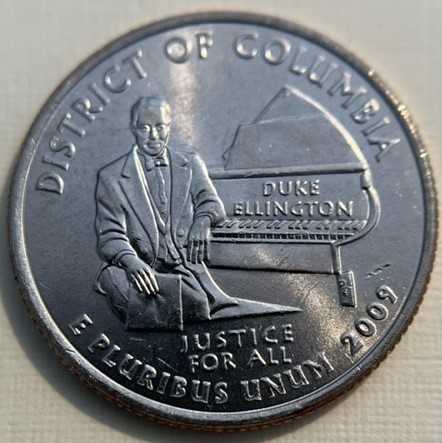 DISTRICT OF COLUMBIA
DUKE
ELLINGTON
JUSTICE
FOR ALL
E PLURIBUS UNUM 2009